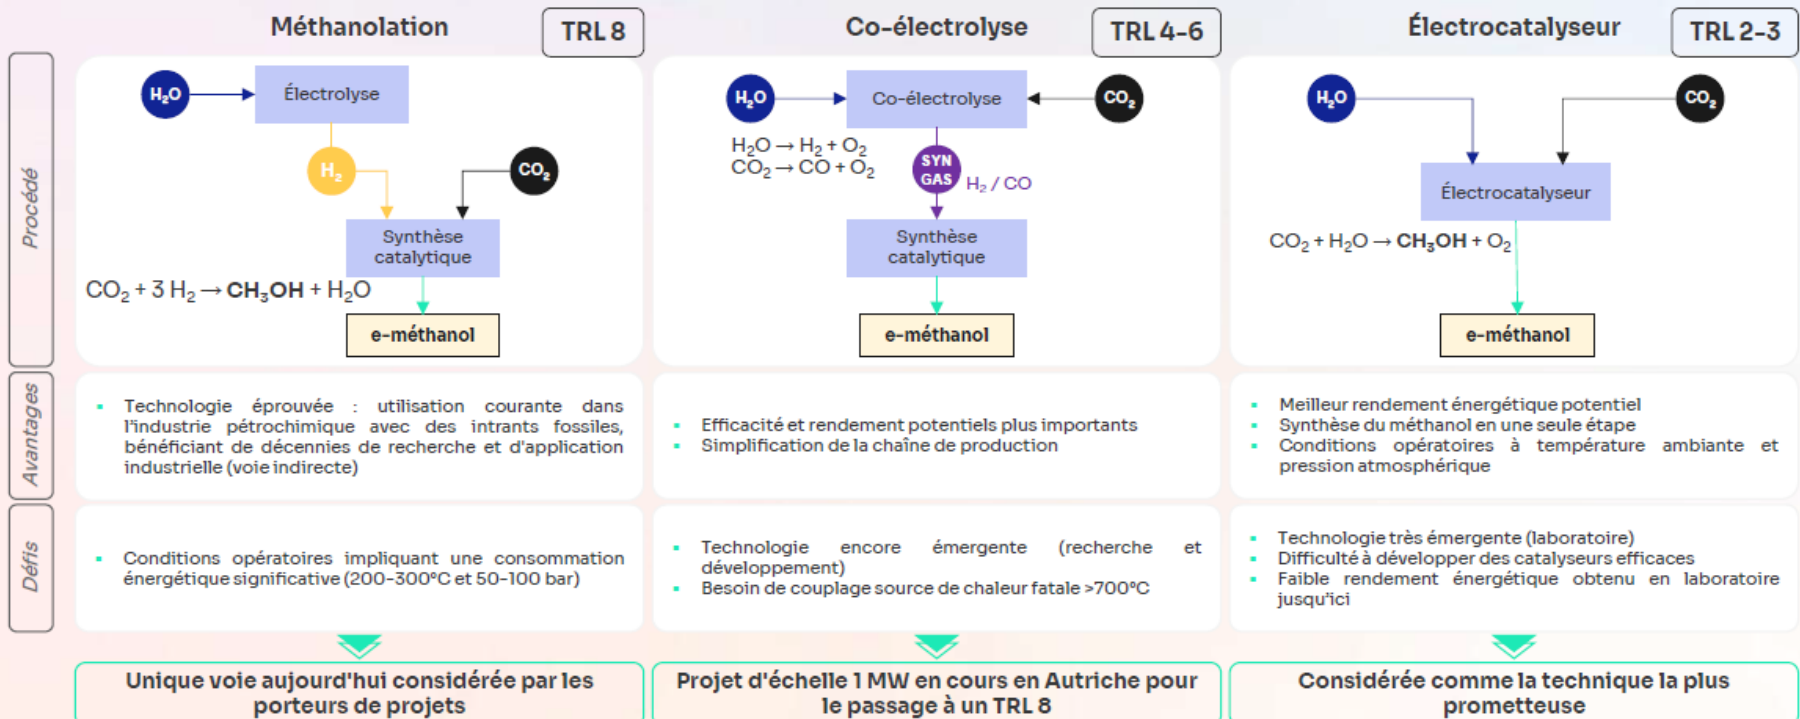 Méthanolation
TRL 8
Co-électrolyse
TRL 4-6
Électrocatalyseur
TRL 2-3
Procédé
H₂O
Électrolyse
H₂
CO₂
Synthèse
catalytique
CO₂ + 3 H₂ → CH₃OH + H₂O
e-méthanol
H₂O
Co-électrolyse
CO₂
H₂O → H₂ + O₂
CO₂ → CO + O₂
SYN
GAS
H₂ / CO
Synthèse
catalytique
e-méthanol
H₂O
CO₂
Électrocatalyseur
CO₂ + H₂O → CH₃OH + O₂
e-méthanol
Avantages
▪ Technologie éprouvée : utilisation courante dans
l'industrie pétrochimique avec des intrants fossiles,
bénéficiant de décennies de recherche et d'application
industrielle (voie indirecte)
▪ Efficacité et rendement potentiels plus importants
▪ Simplification de la chaîne de production
▪ Meilleur rendement énergétique potentiel
▪ Synthèse du méthanol en une seule étape
▪ Conditions opératoires à température ambiante et
pression atmosphérique
Défis
▪ Conditions opératoires impliquant une consommation
énergétique significative (200-300°C et 50-100 bar)
▪ Technologie encore émergente (recherche et
développement)
▪ Besoin de couplage source de chaleur fatale >700°C
▪ Technologie très émergente (laboratoire)
▪ Difficulté à développer des catalyseurs efficaces
▪ Faible rendement énergétique obtenu en laboratoire
jusqu'ici
Unique voie aujourd'hui considérée par les
porteurs de projets
Projet d'échelle 1 MW en cours en Autriche pour
le passage à un TRL 8
Considérée comme la technique la plus
prometteuse